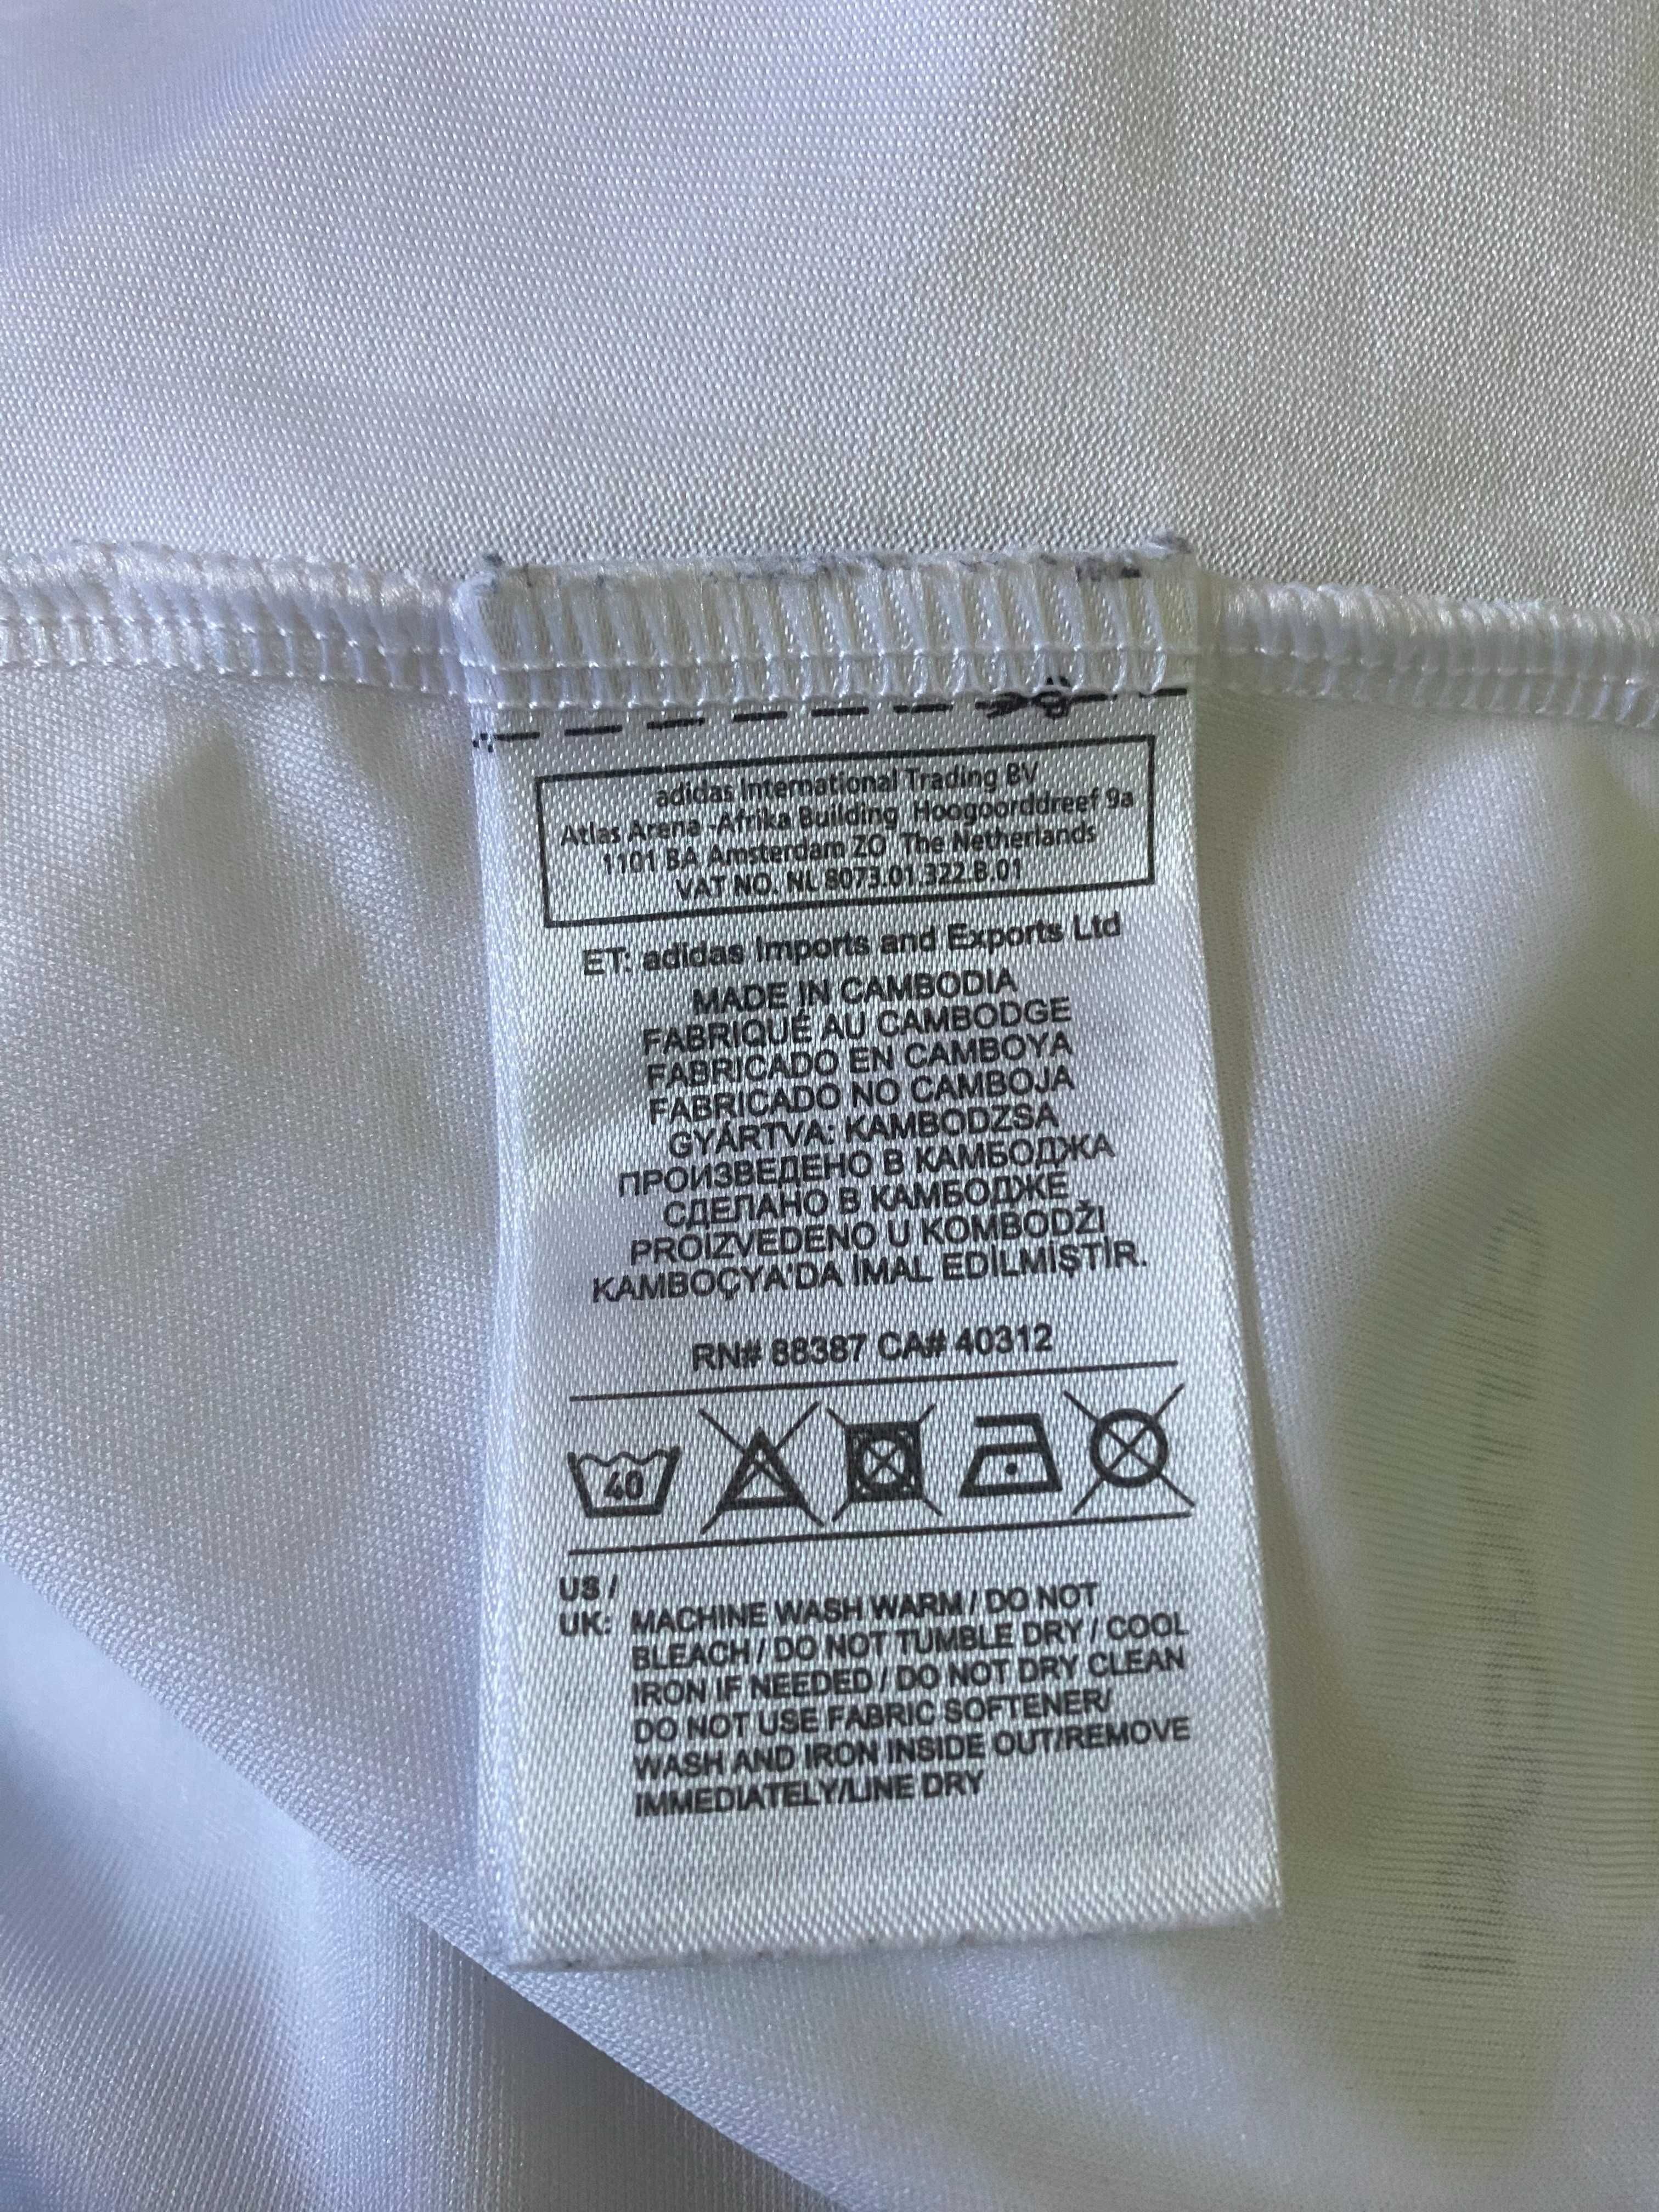 adidas International Trading BV
Atlas Arena -Afrika Building Hoogoorddreef 9a
1101 BA Amsterdam ZO The Netherlands
VAT NO. NL 8073.01.322.B.01
ET: adidas Imports and Exports Ltd
MADE IN CAMBODIA
FABRIQUÉ AU CAMBODGE
FABRICADO EN CAMBOYA
FABRICADO NO CAMBOJA
GYÁRTVA: KAMBODZSA
ПРОИЗВЕДЕНО В КАМБОДЖА
СДЕЛАНО В КАМБОДЖЕ
PROIZVEDENO U KOMBODŽI
KAMBOÇYA'DA İMAL EDİLMİŞTİR.
RN# 88387 CA# 40312
40
US /
UK: MACHINE WASH WARM / DO NOT
BLEACH / DO NOT TUMBLE DRY / COOL
IRON IF NEEDED / DO NOT DRY CLEAN
DO NOT USE FABRIC SOFTENER/
WASH AND IRON INSIDE OUT/REMOVE
IMMEDIATELY/LINE DRY